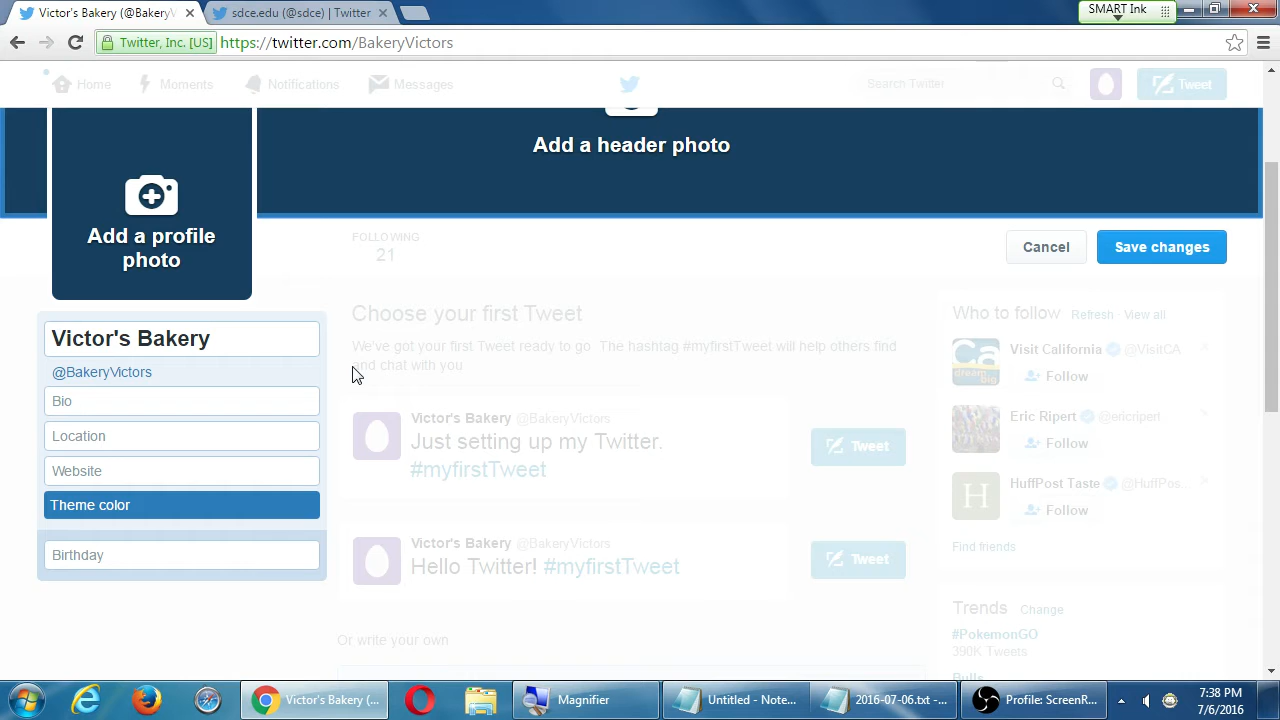 Victor's Bakery (@BakeryV
sdce.edu (@sdce) | Twitter
SMART Ink
Twitter, Inc. [US]
https://twitter.com/BakeryVictors
Home
Moments
Notifications
Messages
Search Twitter
Tweet
Add a header photo
Add a profile
photo
FOLLOWING
21
Cancel
Save changes
Victor's Bakery
@BakeryVictors
Bio
Location
Website
Theme color
Birthday
Choose your first Tweet
We've got your first Tweet ready to go The hashtag #myfirstTweet will help others find
and chat with you
Victor's Bakery @BakeryVictors
Just setting up my Twitter.
#myfirstTweet
Tweet
Victor's Bakery @BakeryVictors
Hello Twitter! #myfirstTweet
Tweet
Or write your own
Who to follow Refresh View all
Ca
dream
big
Visit California @VisitCA
Follow
Eric Ripert @ericripert
Follow
H
HuffPost Taste @HuffPos...
Follow
Find friends
Trends Change
#PokemonGO
390K Tweets
Bulls
Victor's Bakery (...
Magnifier
Untitled - Note...
2016-07-06.txt -...
Profile: ScreenR...
7:38 PM
7/6/2016